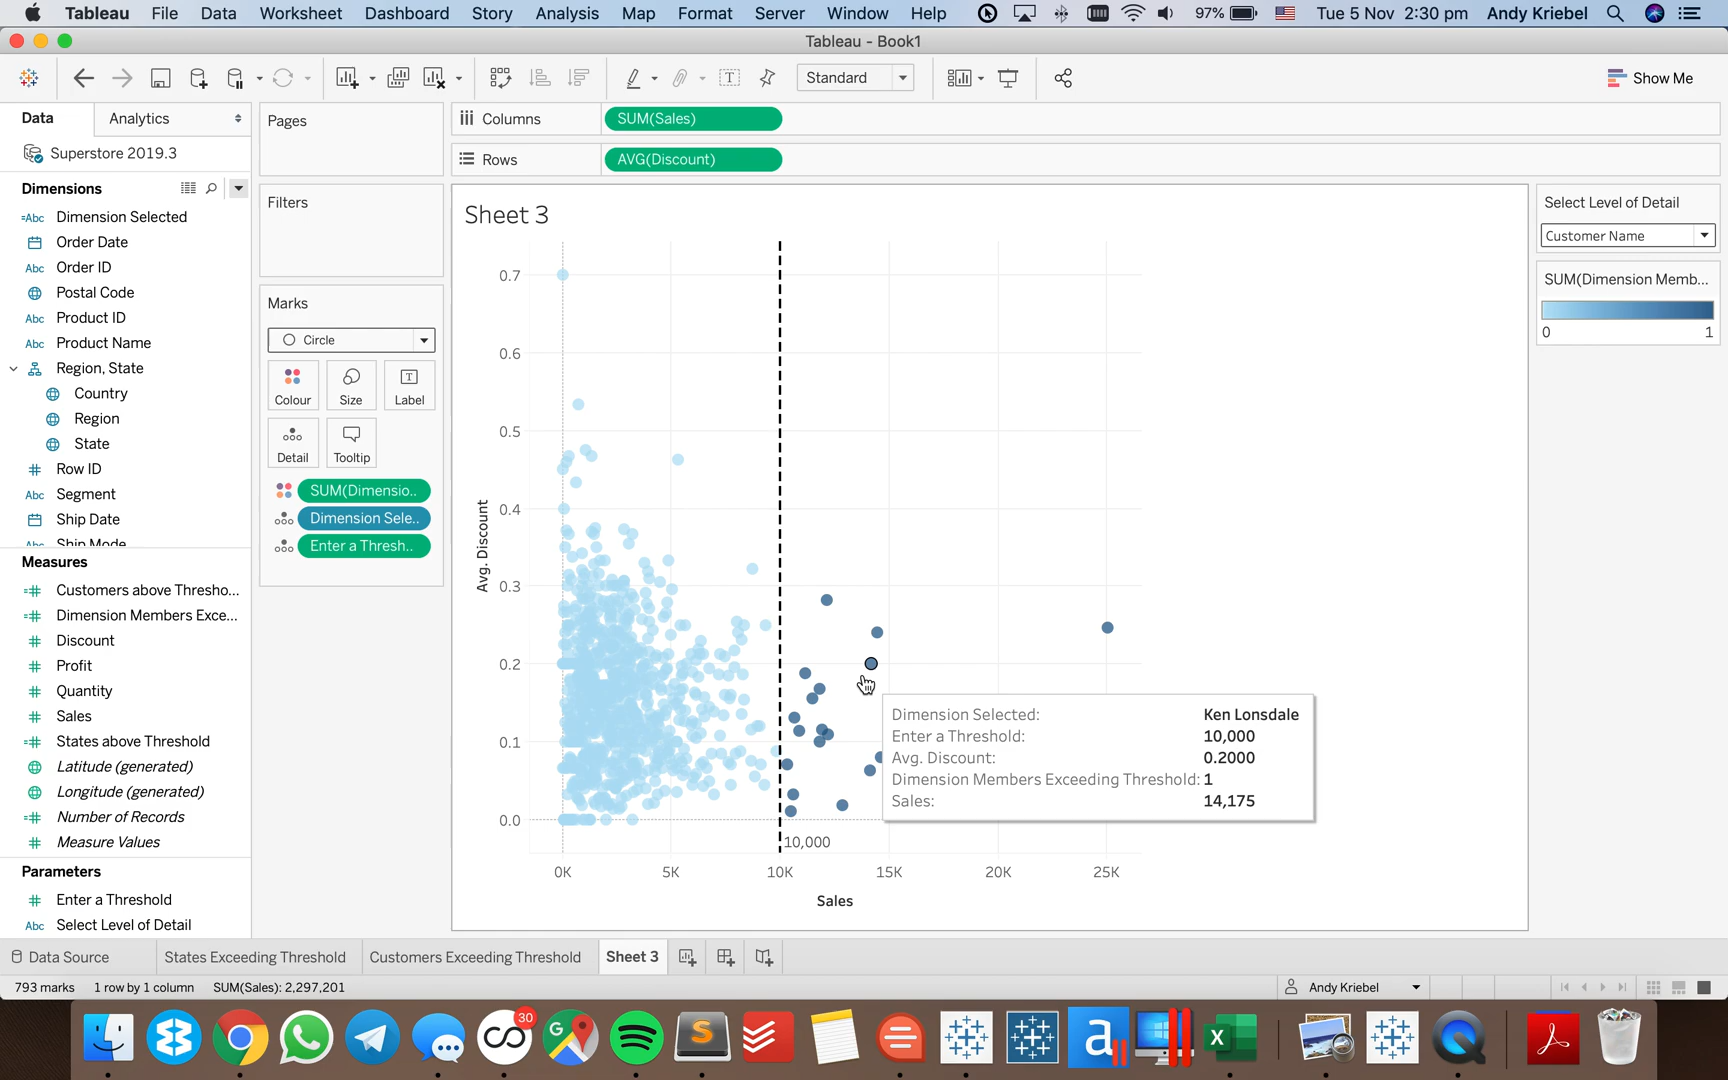 Tableau File Data Worksheet Dashboard Story Analysis Map Format Server Window Help 97% Tue 5 Nov 2:30 pm Andy Kriebel
Tableau - Book1
Standard Show Me
Data Analytics
Superstore 2019.3
Dimensions
=Abc Dimension Selected
Order Date
Abc Order ID
Postal Code
Abc Product ID
Abc Product Name
Region, State
Country
Region
State
Row ID
Abc Segment
Ship Date
Abc Ship Mode
Measures
Customers above Thresho...
Dimension Members Exce...
Discount
Profit
Quantity
Sales
States above Threshold
Latitude (generated)
Longitude (generated)
Number of Records
Measure Values
Parameters
Enter a Threshold
Abc Select Level of Detail
Pages
Filters
Marks
Circle
Colour Size Label
Detail Tooltip
SUM(Dimensio..
Dimension Sele..
Enter a Thresh..
Columns SUM(Sales)
Rows AVG(Discount)
Sheet 3
Avg. Discount
0.7
0.6
0.5
0.4
0.3
0.2
0.1
0.0
10,000
0K 5K 10K 15K 20K 25K
Sales
Dimension Selected: Ken Lonsdale
Enter a Threshold: 10,000
Avg. Discount: 0.2000
Dimension Members Exceeding Threshold: 1
Sales: 14,175
Select Level of Detail
Customer Name
SUM(Dimension Memb...
0 1
Data Source States Exceeding Threshold Customers Exceeding Threshold Sheet 3
793 marks 1 row by 1 column SUM(Sales): 2,297,201 Andy Kriebel
30